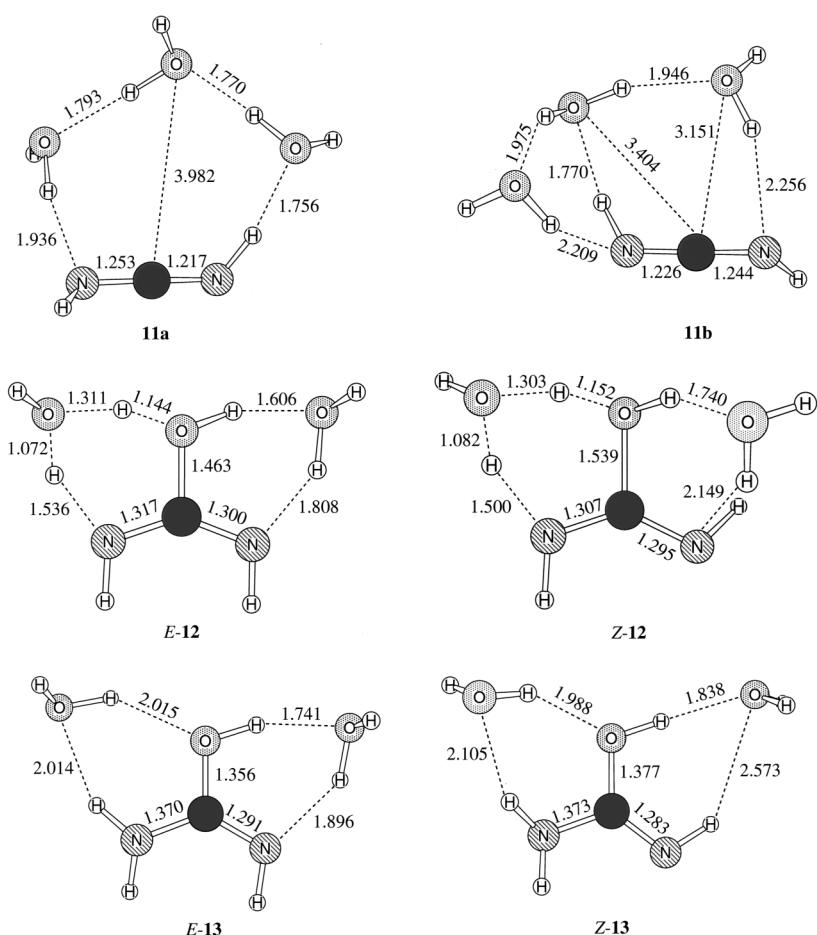 H
O
1.770
H
1.793
H
O
H
H
O
H
3.982
H
1.756
1.936
H
1.253
1.217
N
N
H
11a
H
1.946
O
H
H
O
1.975
3.151
H
3.404
O
1.770
2.256
H
H
H
2.209
N
N
1.226
1.244
H
11b
H
1.311
H
1.144
H
1.606
H
O
O
O
1.072
1.463
H
H
1.536
1.317
1.300
1.808
N
N
H
H
E-12
H
1.303
H
1.152
H
1.740
O
O
O
H
1.082
1.539
H
H
2.149
1.500
1.307
H
N
1.295
N
H
Z-12
H
H
O
2.015
H
1.741
H
O
O
2.014
1.356
H
H
1.370
1.291
1.896
N
N
H
H
E-13
H
H
O
1.988
H
1.838
O
H
O
2.105
1.377
2.573
H
1.373
1.283
H
N
N
H
Z-13